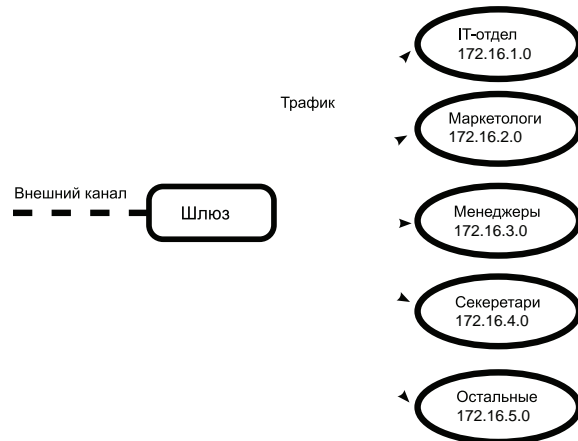 IT-отдел
172.16.1.0
Трафик
Маркетологи
172.16.2.0
Внешний канал
Шлюз
Менеджеры
172.16.3.0
Секеретари
172.16.4.0
Остальные
172.16.5.0